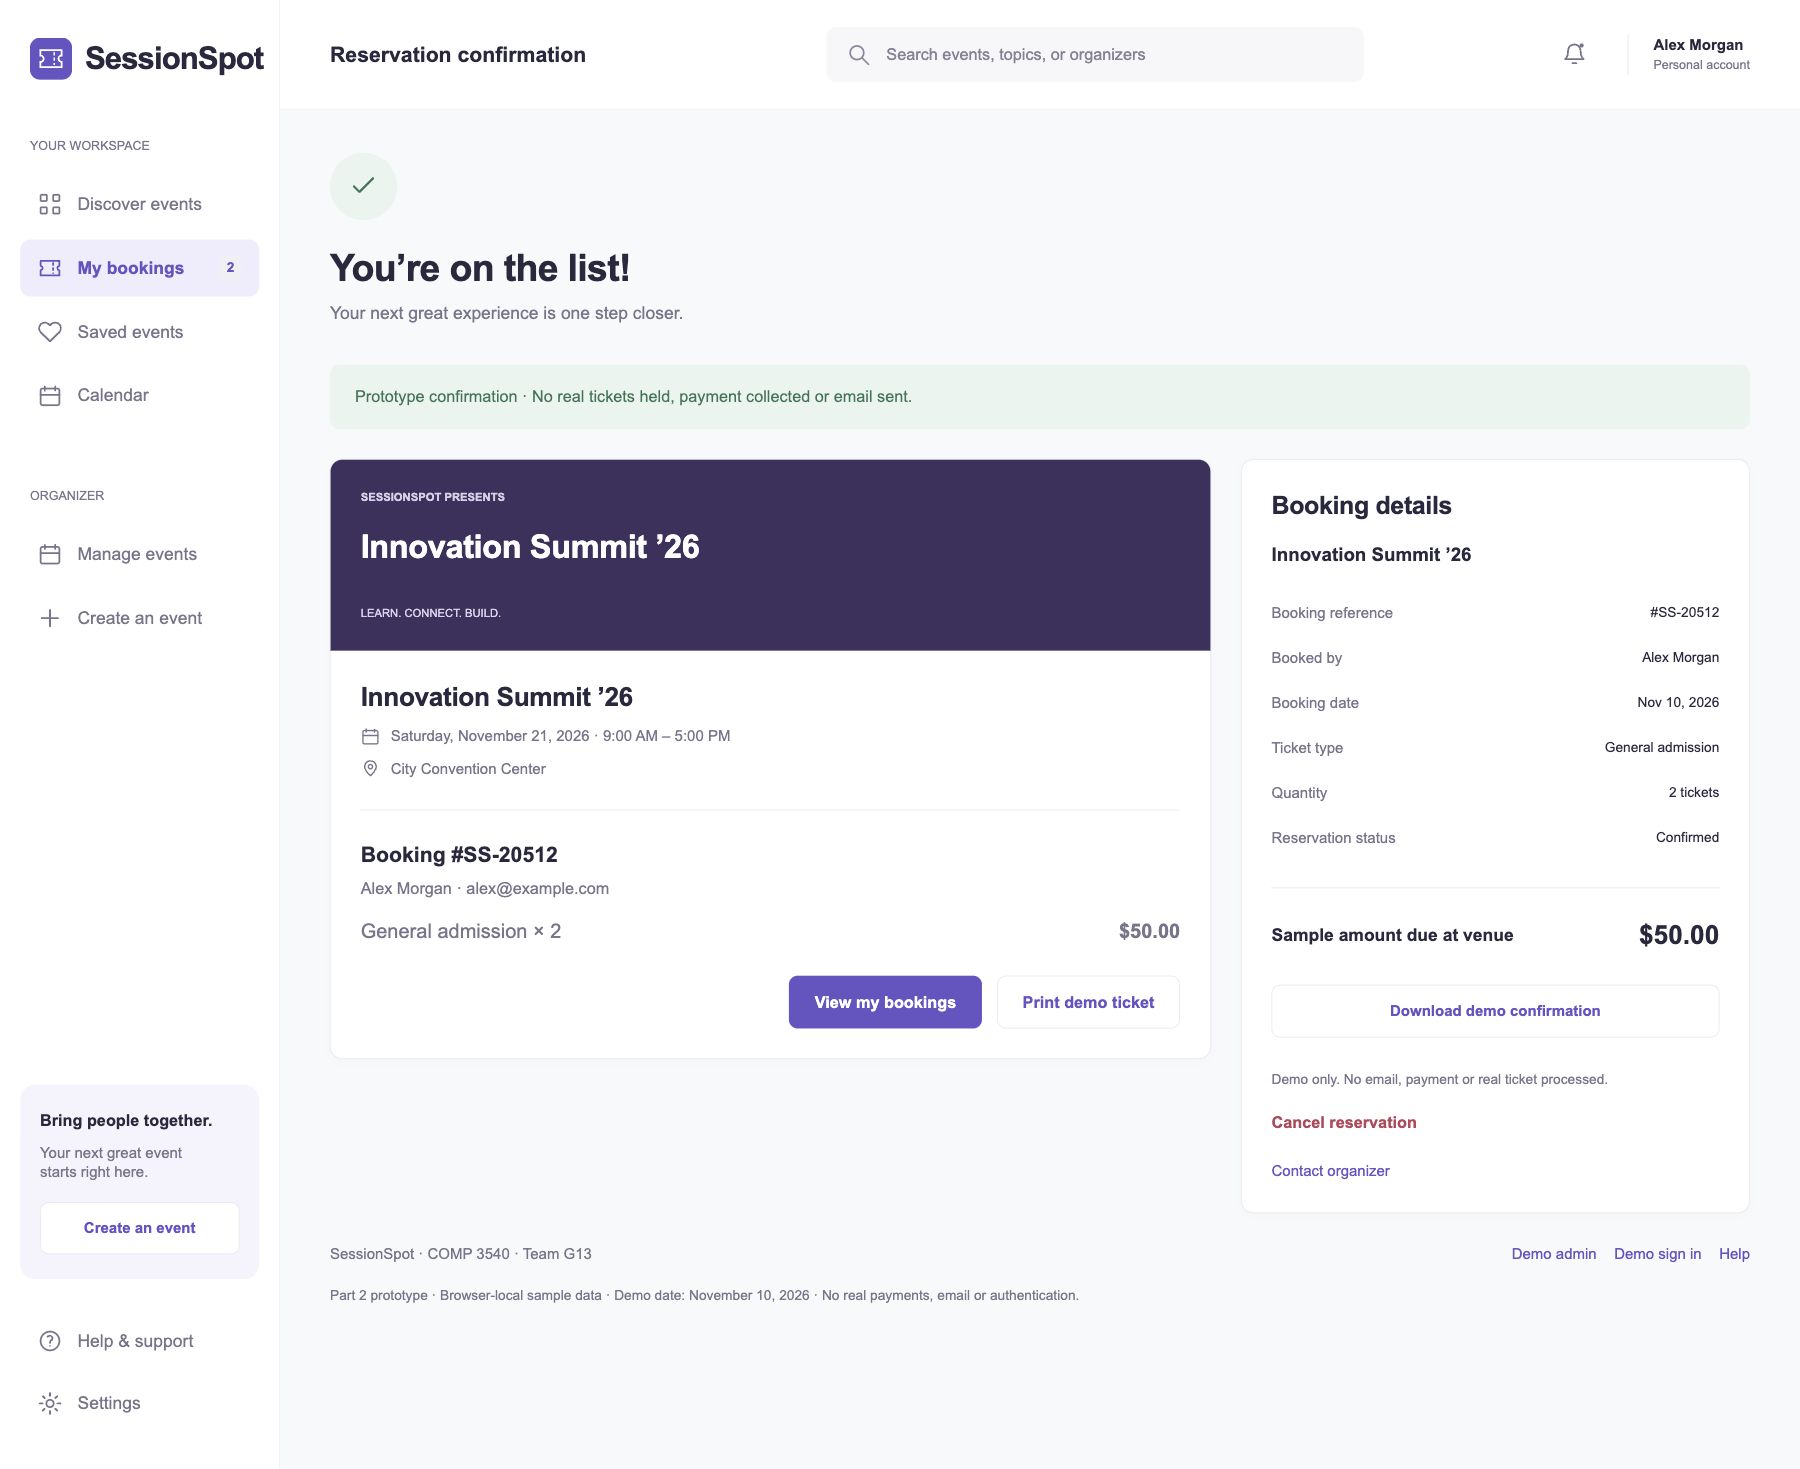 SessionSpot
YOUR WORKSPACE
Discover events
My bookings 2
Saved events
Calendar
ORGANIZER
Manage events
Create an event
Bring people together.
Your next great event
starts right here.
Create an event
Help & support
Settings
Reservation confirmation
Search events, topics, or organizers
Alex Morgan
Personal account
You’re on the list!
Your next great experience is one step closer.
Prototype confirmation · No real tickets held, payment collected or email sent.
SESSIONSPOT PRESENTS
Innovation Summit ’26
LEARN. CONNECT. BUILD.
Innovation Summit ’26
Saturday, November 21, 2026 · 9:00 AM – 5:00 PM
City Convention Center
Booking #SS-20512
Alex Morgan · alex@example.com
General admission × 2 $50.00
View my bookings
Print demo ticket
Booking details
Innovation Summit ’26
Booking reference #SS-20512
Booked by Alex Morgan
Booking date Nov 10, 2026
Ticket type General admission
Quantity 2 tickets
Reservation status Confirmed
Sample amount due at venue $50.00
Download demo confirmation
Demo only. No email, payment or real ticket processed.
Cancel reservation
Contact organizer
SessionSpot · COMP 3540 · Team G13
Demo admin Demo sign in Help
Part 2 prototype · Browser-local sample data · Demo date: November 10, 2026 · No real payments, email or authentication.